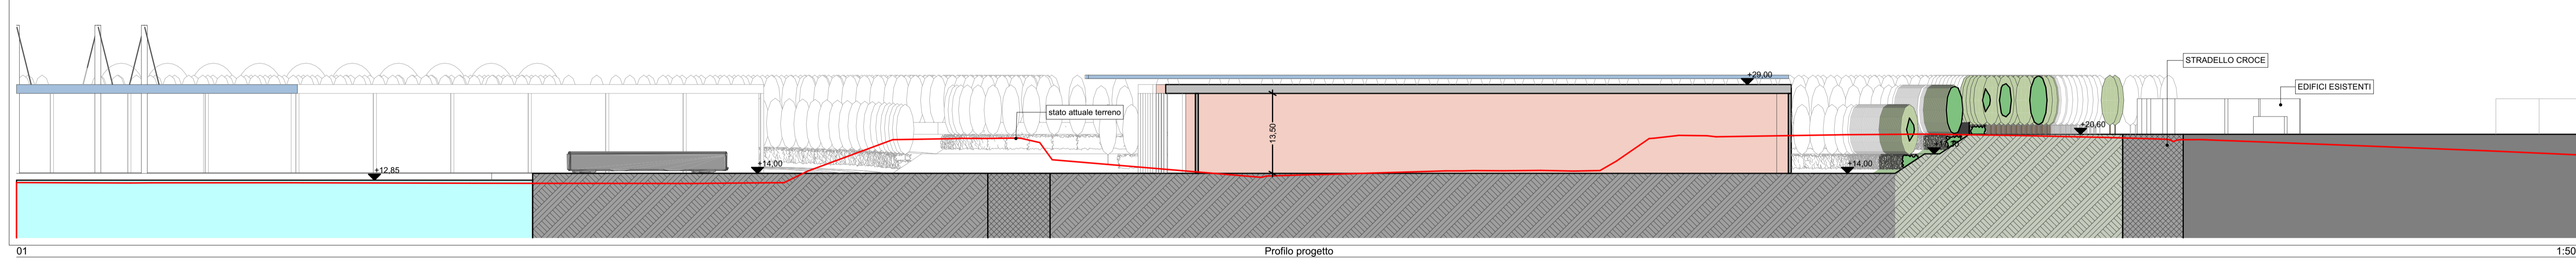 +29,00
STRADELLO CROCE
EDIFICI ESISTENTI
stato attuale terreno
+20,60
13,50
+12,85
+14,00
+14,00
01
Profilo progetto
1:50